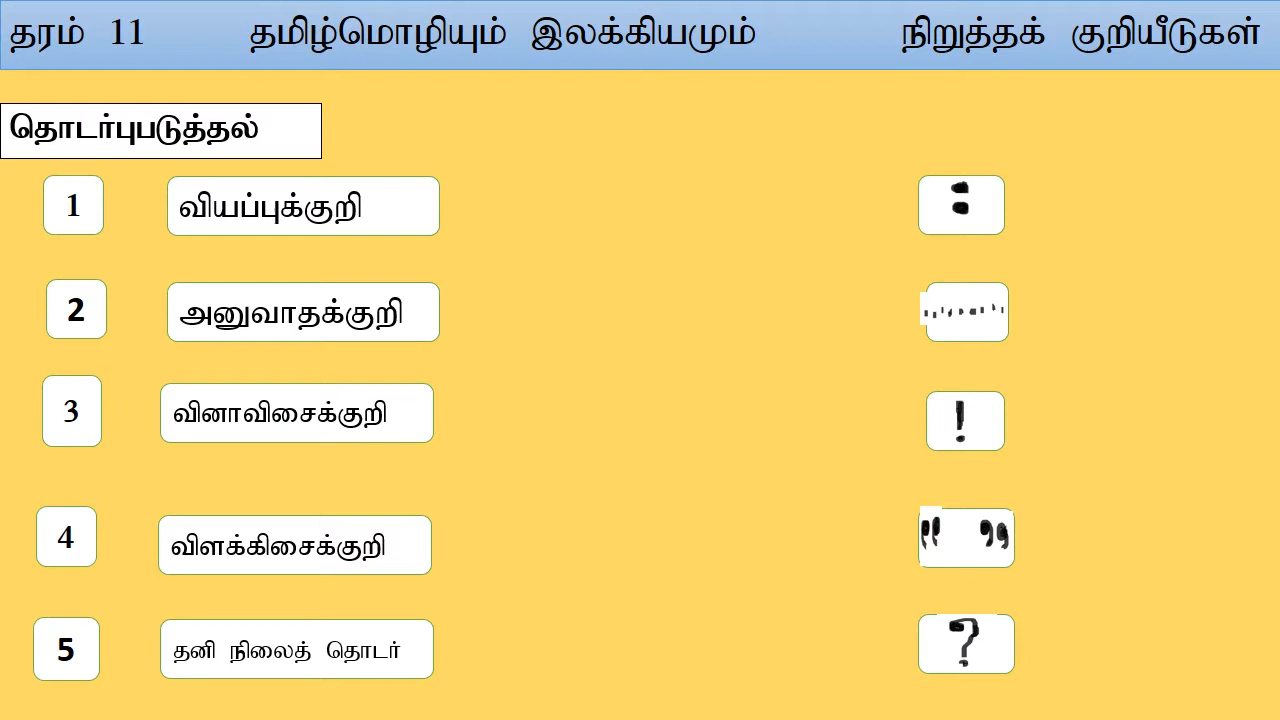 தரம் 11 தமிழ்மொழியும் இலக்கியமும் நிறுத்தக் குறியீடுகள்
தொடர்புபடுத்தல்
1 வியப்புக்குறி :
2 அனுவாதக்குறி ..........
3 வினாவிசைக்குறி !
4 விளக்கிசைக்குறி " "
5 தனி நிலைத் தொடர் ?